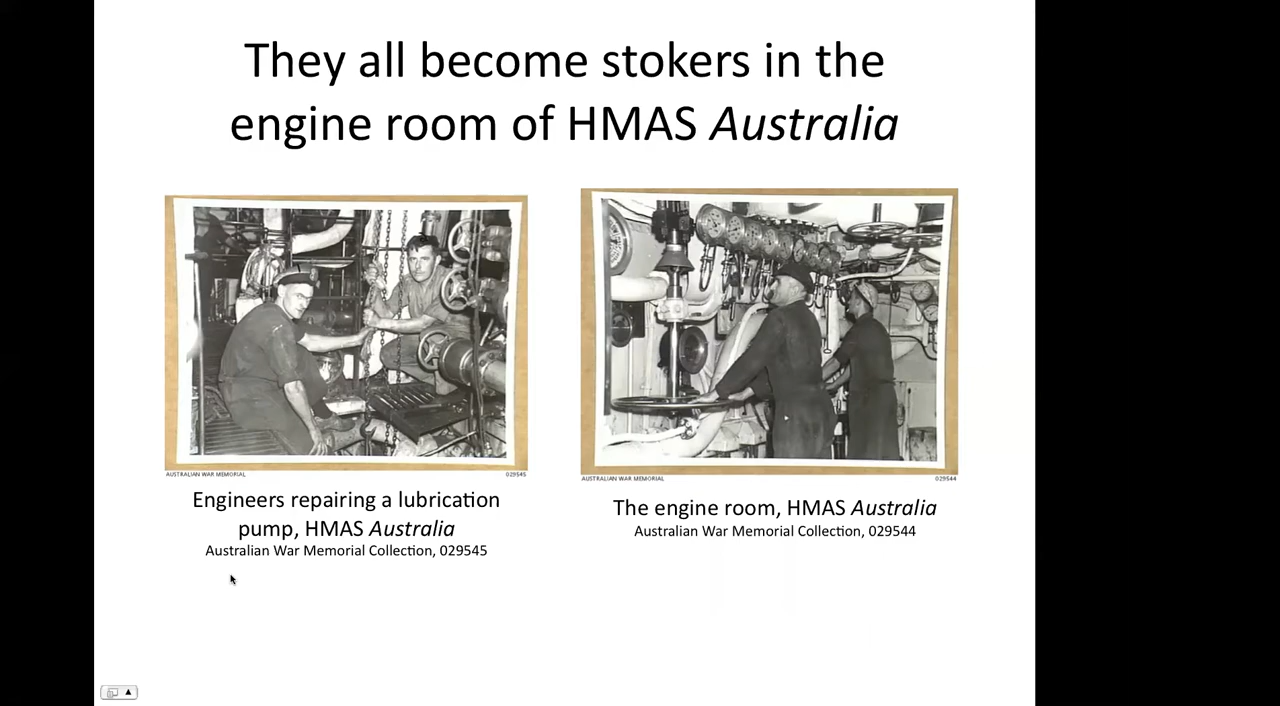 They all become stokers in the
engine room of HMAS Australia
AUSTRALIAN WAR MEMORIAL
029545
Engineers repairing a lubrication
pump, HMAS Australia
Australian War Memorial Collection, 029545
AUSTRALIAN WAR MEMORIAL
029544
The engine room, HMAS Australia
Australian War Memorial Collection, 029544